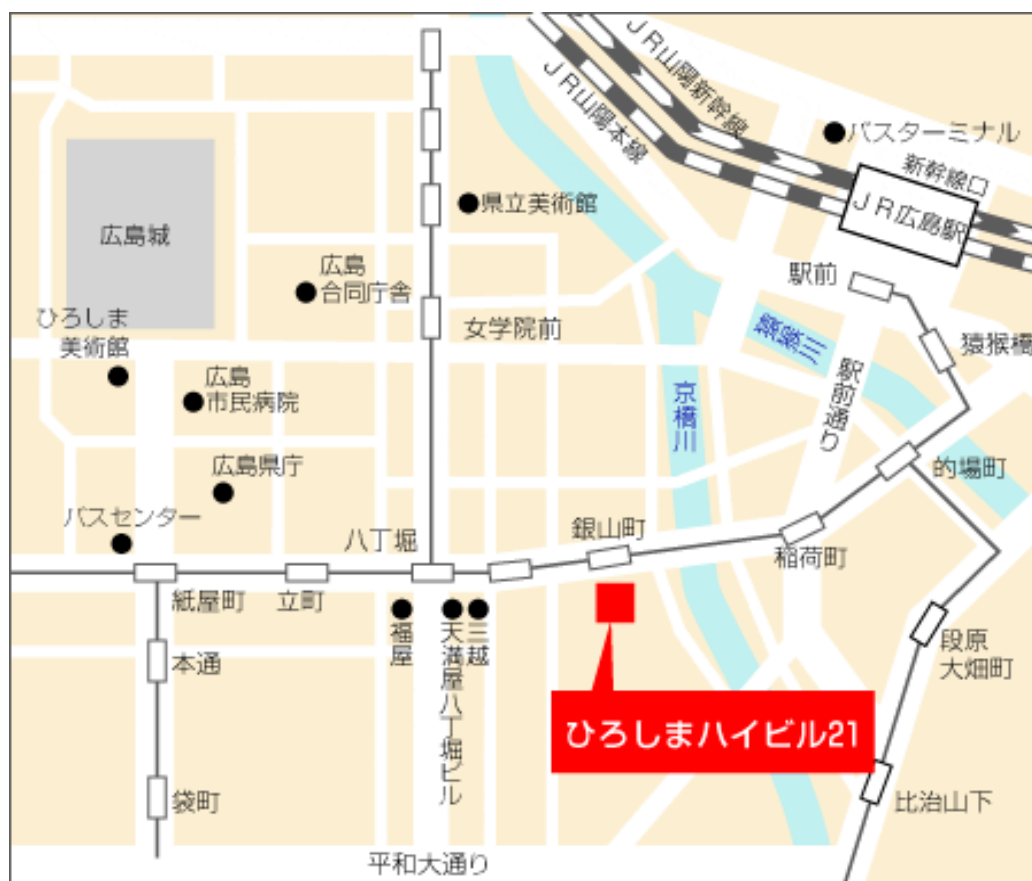 JR山陽新幹線
JR山陽本線
バスターミナル
新幹線口
JR広島駅
県立美術館
広島城
広島
合同庁舎
駅前
ひろしま
美術館
女学院前
猿猴川
猿猴橋
広島
市民病院
京橋川
駅前通り
広島県庁
的場町
バスセンター
八丁堀
銀山町
稲荷町
紙屋町
立町
福屋
天満屋八丁堀ビル
三越
本通
段原
大畑町
ひろしまハイビル21
袋町
比治山下
平和大通り